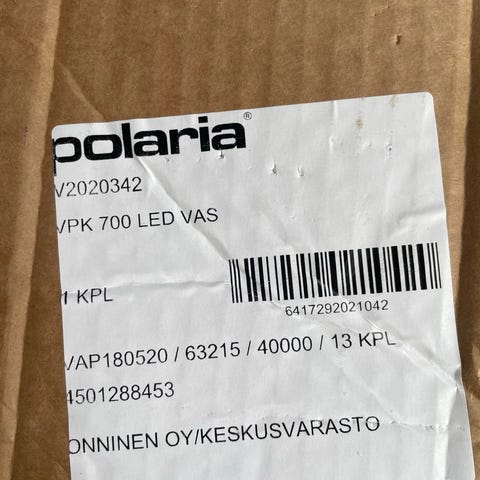 polaria®
V2020342
VPK 700 LED VAS
1 KPL
6417292021042
VAP180520 / 63215 / 40000 / 13 KPL
4501288453
ONNINEN OY/KESKUSVARASTO